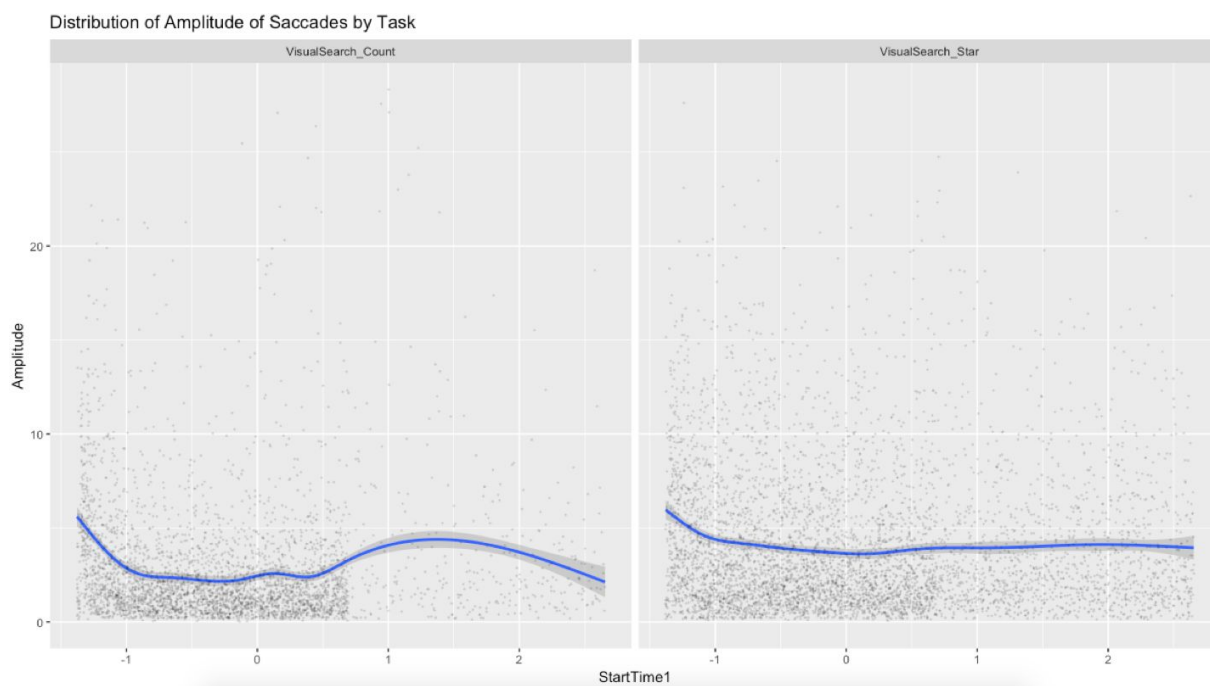 Distribution of Amplitude of Saccades by Task
VisualSearch_Count
VisualSearch_Star
Amplitude
20
10
0
-1
0
1
2
-1
0
1
2
StartTime1